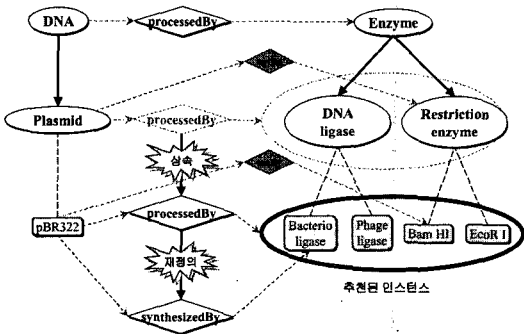 DNA
processedBy
Enzyme
Plasmid
processedBy
DNA
ligase
Restriction
enzyme
상속
pBR322
processedBy
Bacterio
ligase
Phage
ligase
Bam HI
EcoR I
재정의
추천된 인스턴스
synthesizedBy